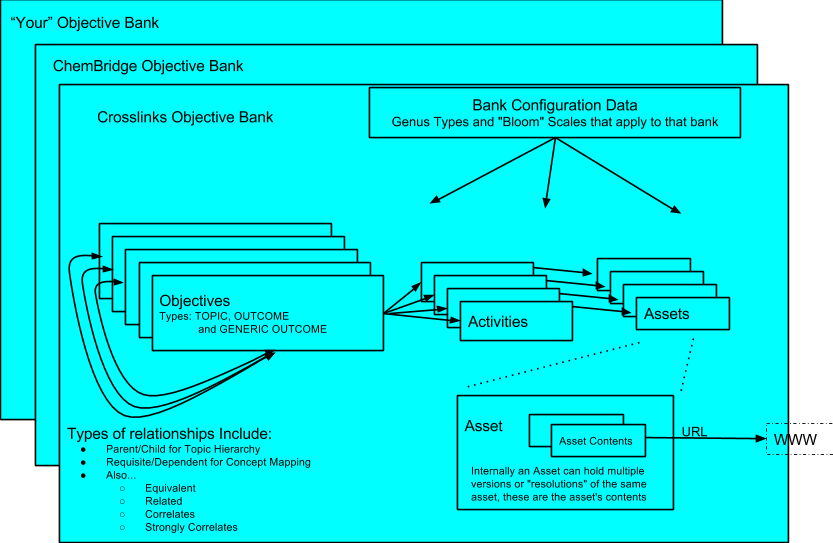 “Your” Objective Bank
ChemBridge Objective Bank
Crosslinks Objective Bank
Bank Configuration Data
Genus Types and "Bloom" Scales that apply to that bank
Objectives
Types: TOPIC, OUTCOME
and GENERIC OUTCOME
Activities
Assets
Types of relationships Include:
● Parent/Child for Topic Hierarchy
● Requisite/Dependent for Concept Mapping
● Also...
○ Equivalent
○ Related
○ Correlates
○ Strongly Correlates
Asset
Asset Contents
Internally an Asset can hold multiple
versions or "resolutions" of the same
asset, these are the asset's contents
URL
WWW